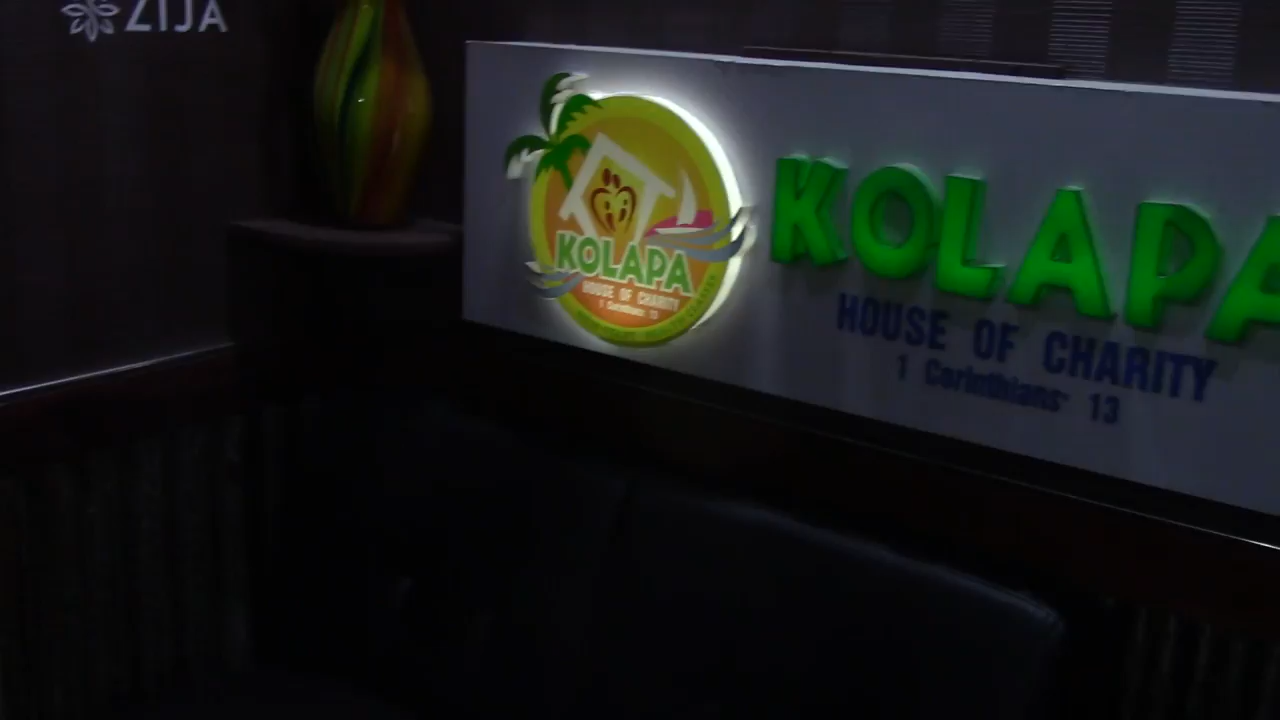 ZIJA
KOLAPA
HOUSE OF CHARITY
1 Corinthians 13
KOLAPA
HOUSE OF CHARITY
1 Corinthians 13